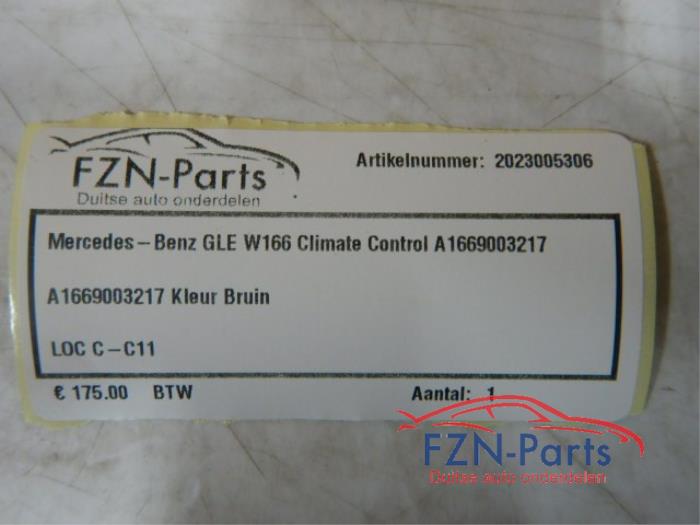 FZN-Parts
Duitse auto onderdelen
Artikelnummer: 2023005306
Mercedes-Benz GLE W166 Climate Control A1669003217
A1669003217 Kleur Bruin
LOC C-C11
€ 175.00 BTW
Aantal: 1
FZN-Parts
Duitse auto onderdelen